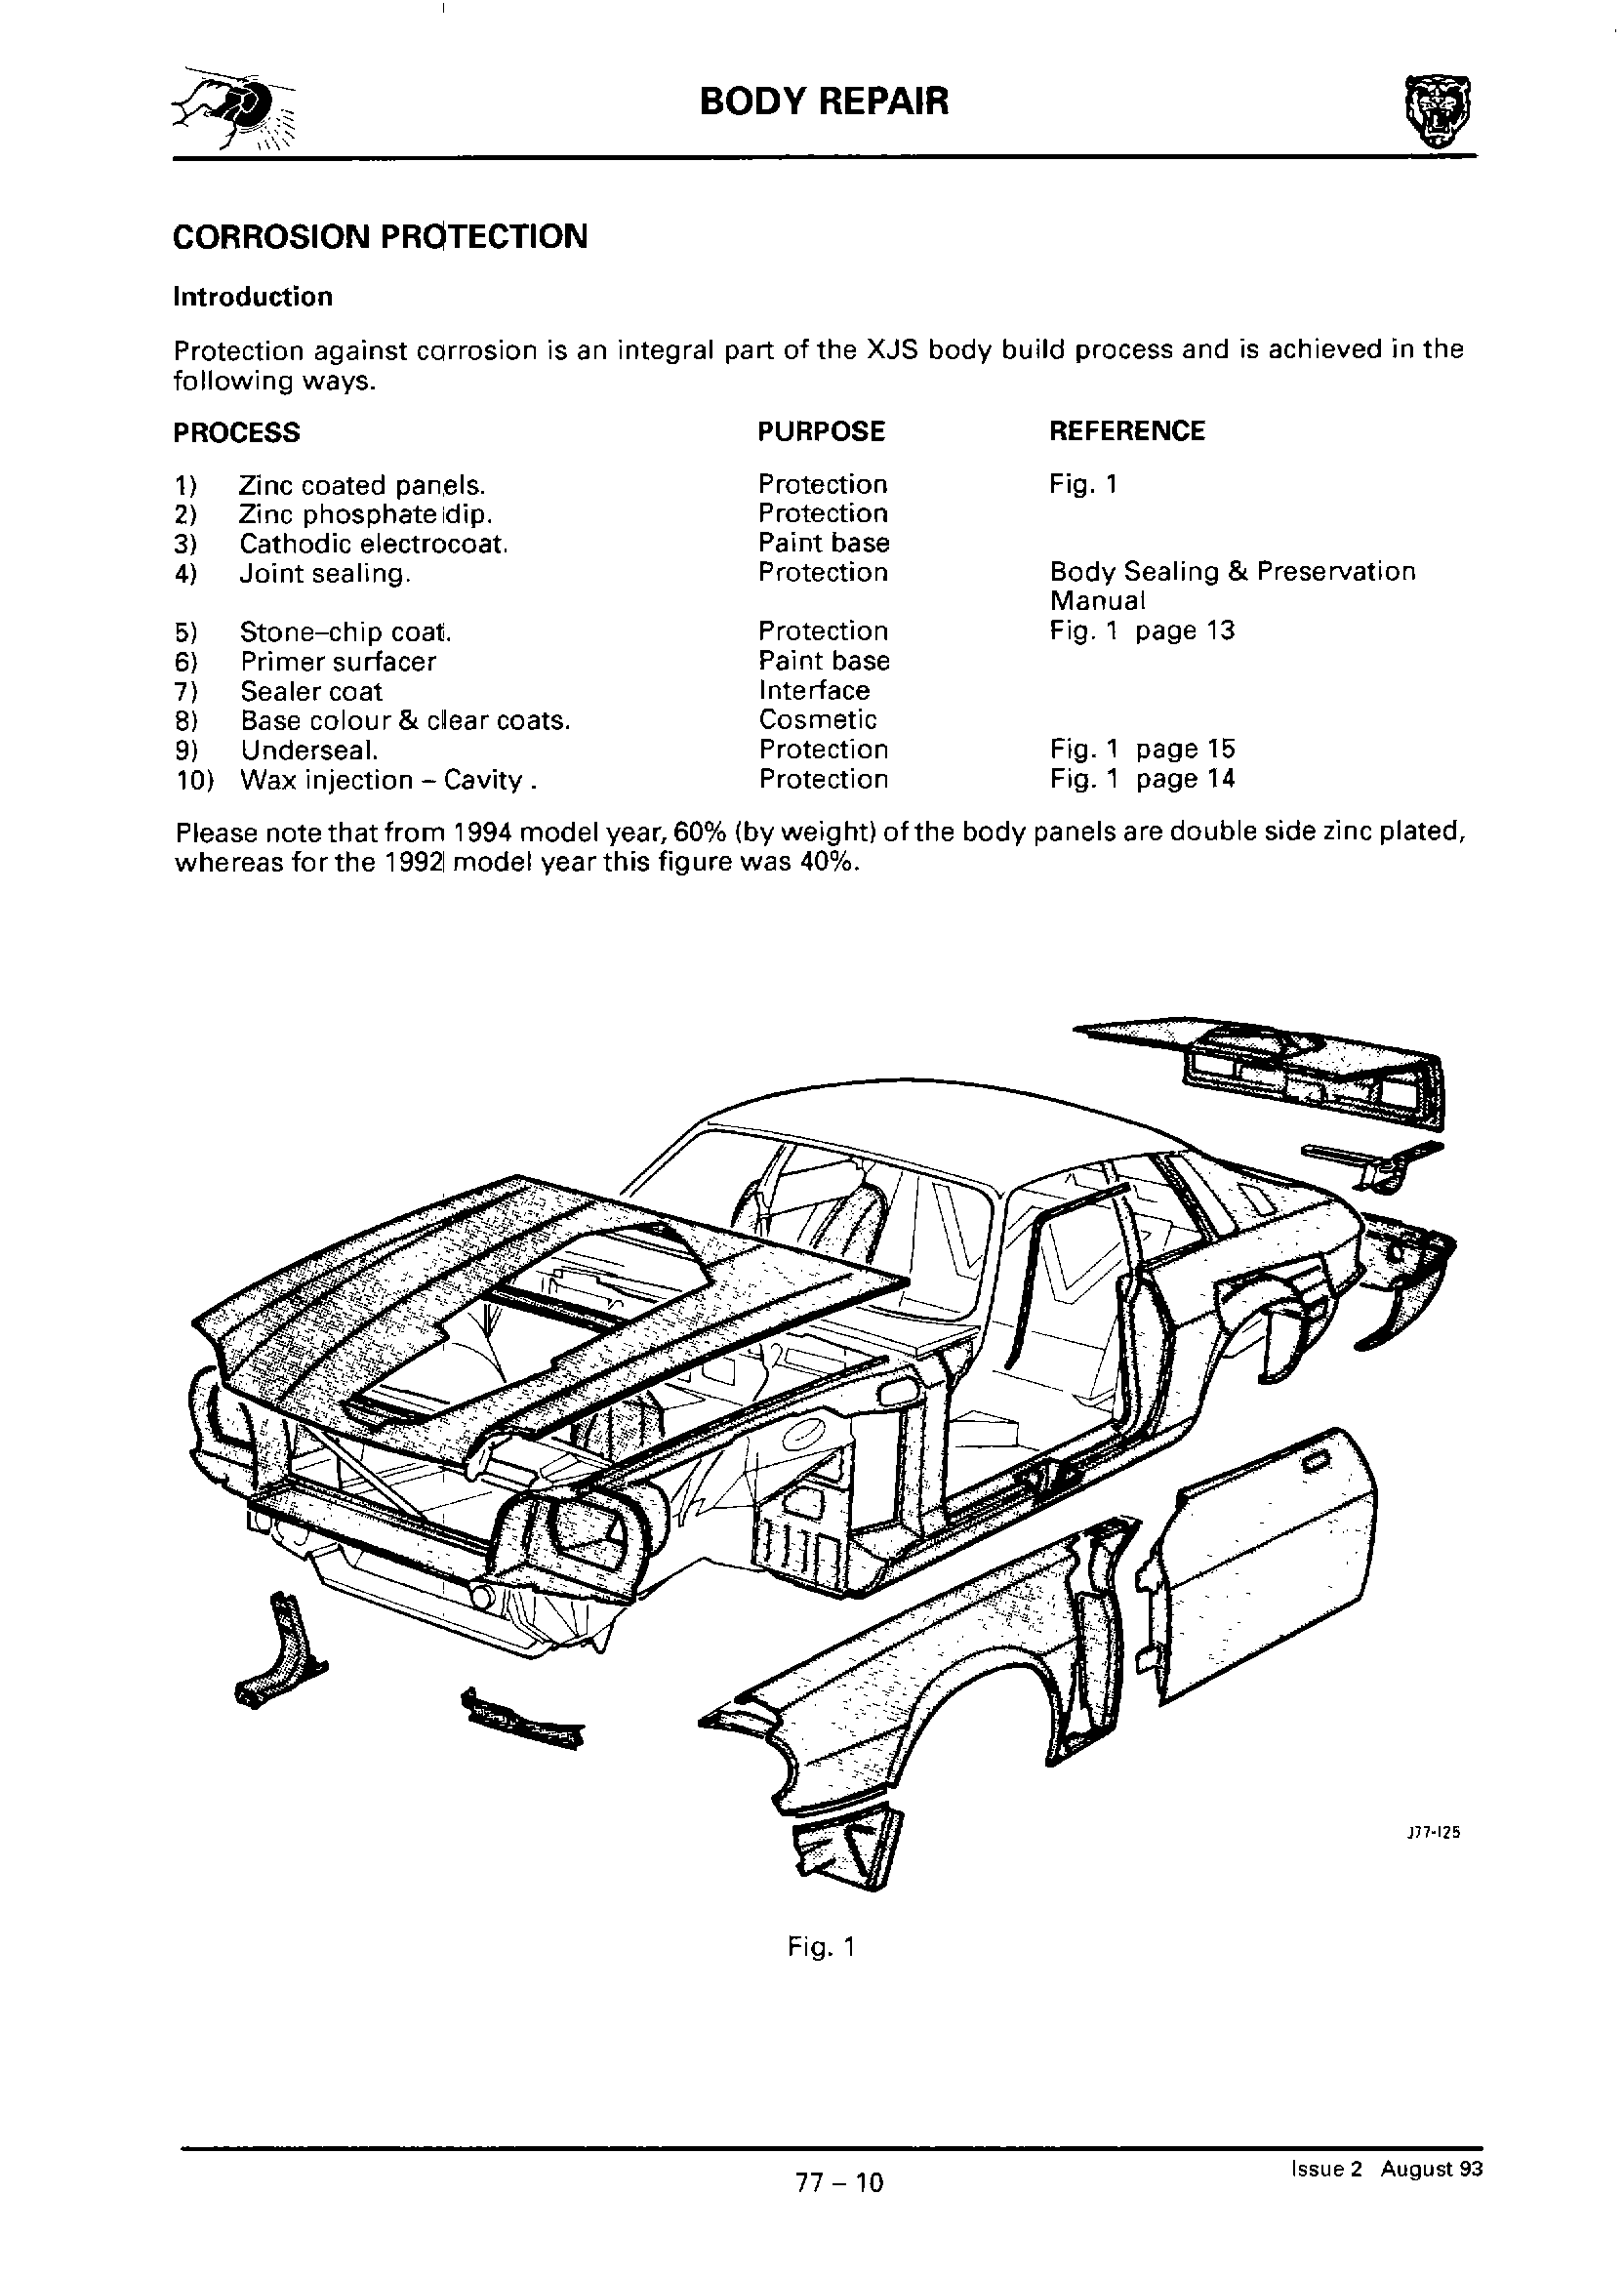 BODY REPAIR
CORROSION PROTECTION
Introduction
Protection against corrosion is an integral part of the XJS body build process and is achieved in the
following ways.
PROCESS PURPOSE REFERENCE
1) Zinc coated panels. Protection Fig. 1
2) Zinc phosphate dip. Protection
3) Cathodic electrocoat. Paint base
4) Joint sealing. Protection Body Sealing & Preservation
Manual
5) Stone–chip coat. Protection Fig. 1 page 13
6) Primer surfacer Paint base
7) Sealer coat Interface
8) Base colour & clear coats. Cosmetic
9) Underseal. Protection Fig. 1 page 15
10) Wax injection – Cavity . Protection Fig. 1 page 14
Please note that from 1994 model year, 60% (by weight) of the body panels are double side zinc plated,
whereas for the 1992 model year this figure was 40%.
J77-125
Fig. 1
77 – 10
Issue 2 August 93